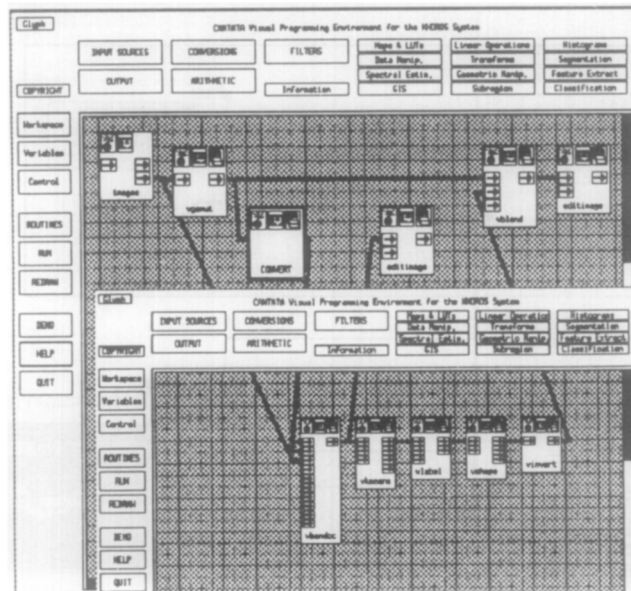 Glyph
CANTATA Visual Programming Environment for the KHOROS System
INPUT SOURCES
CONVERSIONS
FILTERS
Maps & LUTs
Linear Operations
Histograms
Data Manip.
Transforms
Segmentation
OUTPUT
ARITHMETIC
Spectral Estim.
Geometric Manip.
Feature Extract
COPYRIGHT
Information
GIS
Subregion
Classification
Workspace
Variables
Control
ROUTINES
RUN
REDRAW
DEMO
HELP
QUIT
images
vgamut
CONVERT
editimage
vblend
editimage
Glyph
CANTATA Visual Programming Environment for the KHOROS System
INPUT SOURCES
CONVERSIONS
FILTERS
Maps & LUTs
Linear Operation
Histograms
Data Manip.
Transforms
Segmentation
OUTPUT
ARITHMETIC
Spectral Estim.
Geometric Manip
Feature Extract
COPYRIGHT
Information
GIS
Subregion
Classification
Workspace
Variables
Control
ROUTINES
RUN
REDRAW
DEMO
HELP
QUIT
vkmeans
vlabel
vshape
vinvert